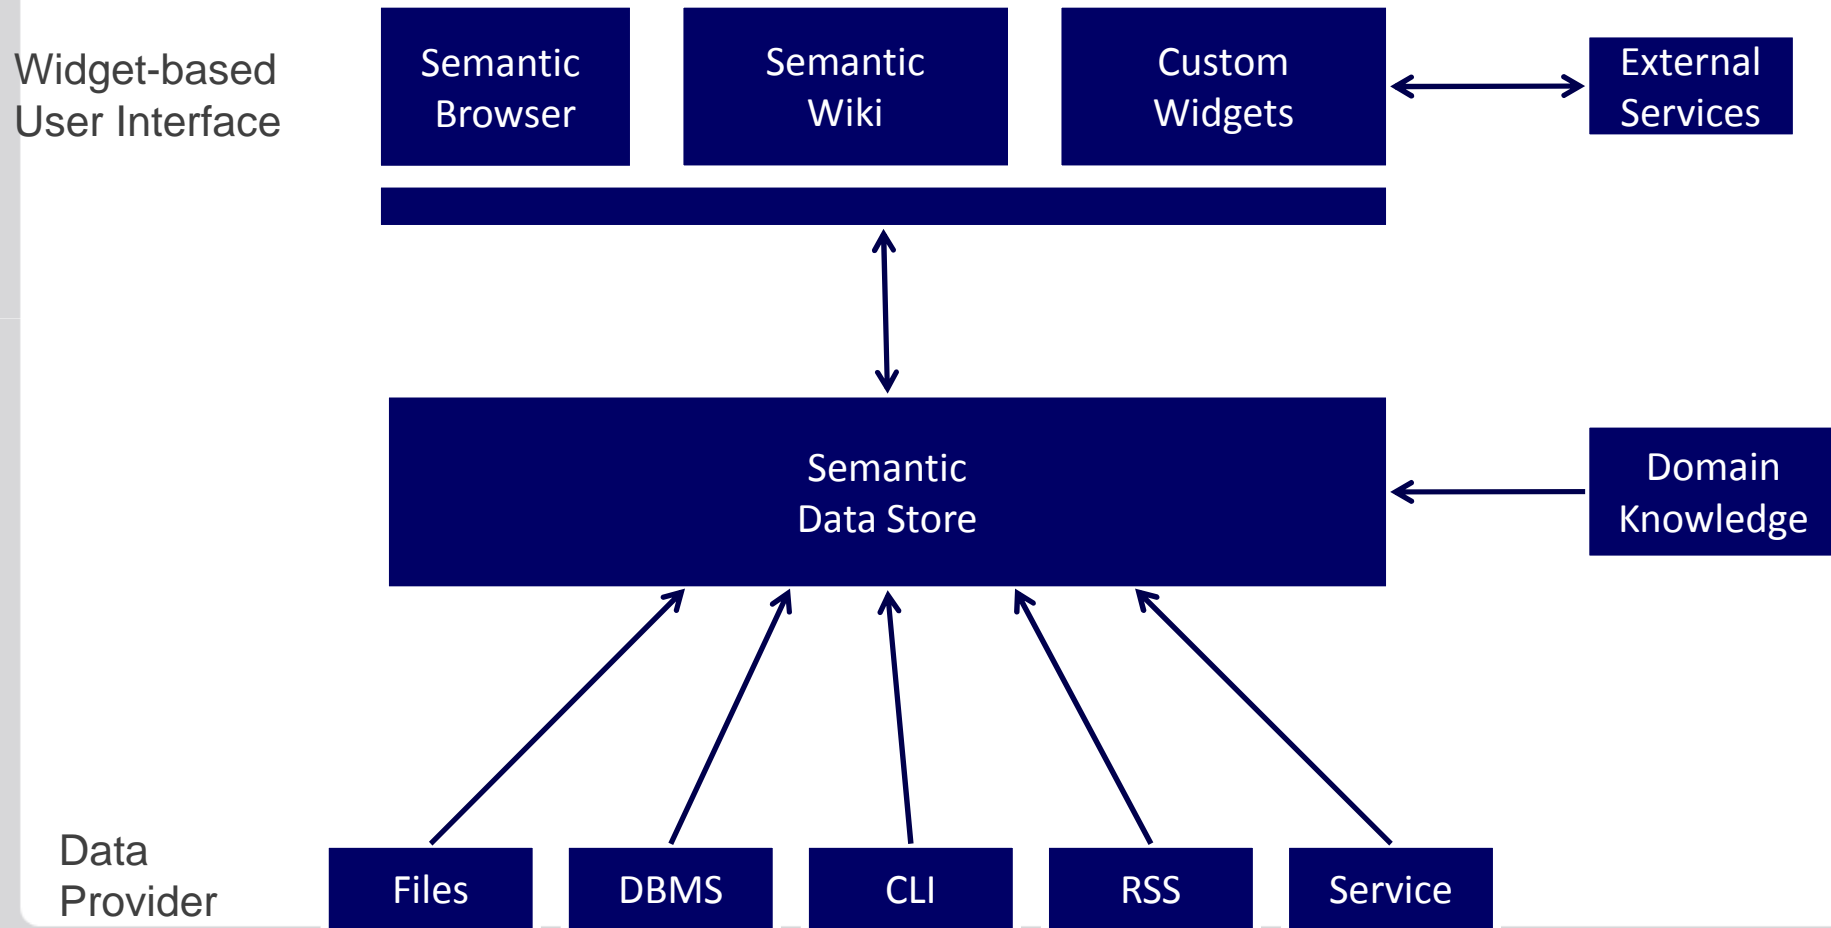 Widget-based
User Interface
Semantic
Browser
Semantic
Wiki
Custom
Widgets
External
Services
Semantic
Data Store
Domain
Knowledge
Data
Provider
Files
DBMS
CLI
RSS
Service